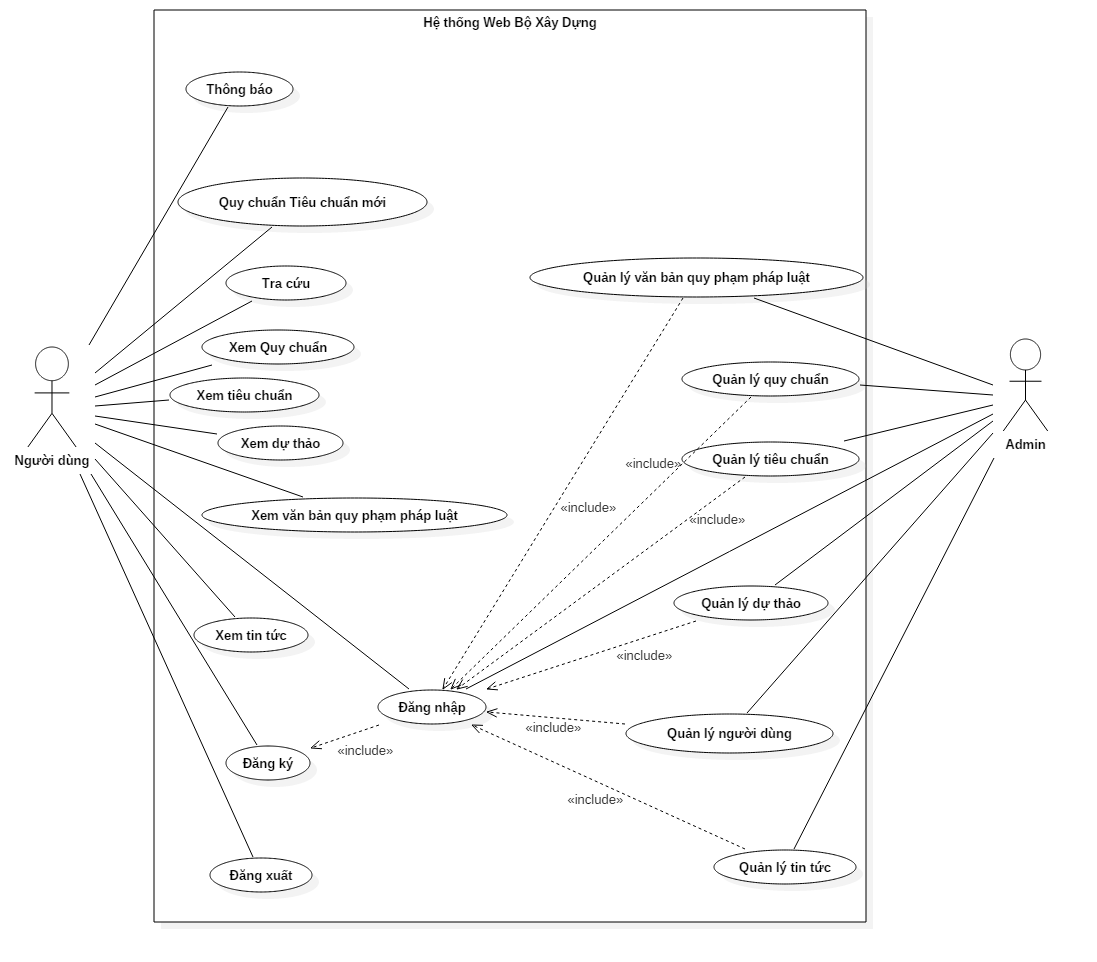 Hệ thống Web Bộ Xây Dựng
Thông báo
Quy chuẩn Tiêu chuẩn mới
Tra cứu
Quản lý văn bản quy phạm pháp luật
Xem Quy chuẩn
Quản lý quy chuẩn
Xem tiêu chuẩn
Xem dự thảo
Admin
Người dùng
«include»
Quản lý tiêu chuẩn
«include»
Xem văn bản quy phạm pháp luật
«include»
Quản lý dự thảo
Xem tin tức
«include»
Đăng nhập
«include»
Quản lý người dùng
«include»
Đăng ký
«include»
Quản lý tin tức
Đăng xuất